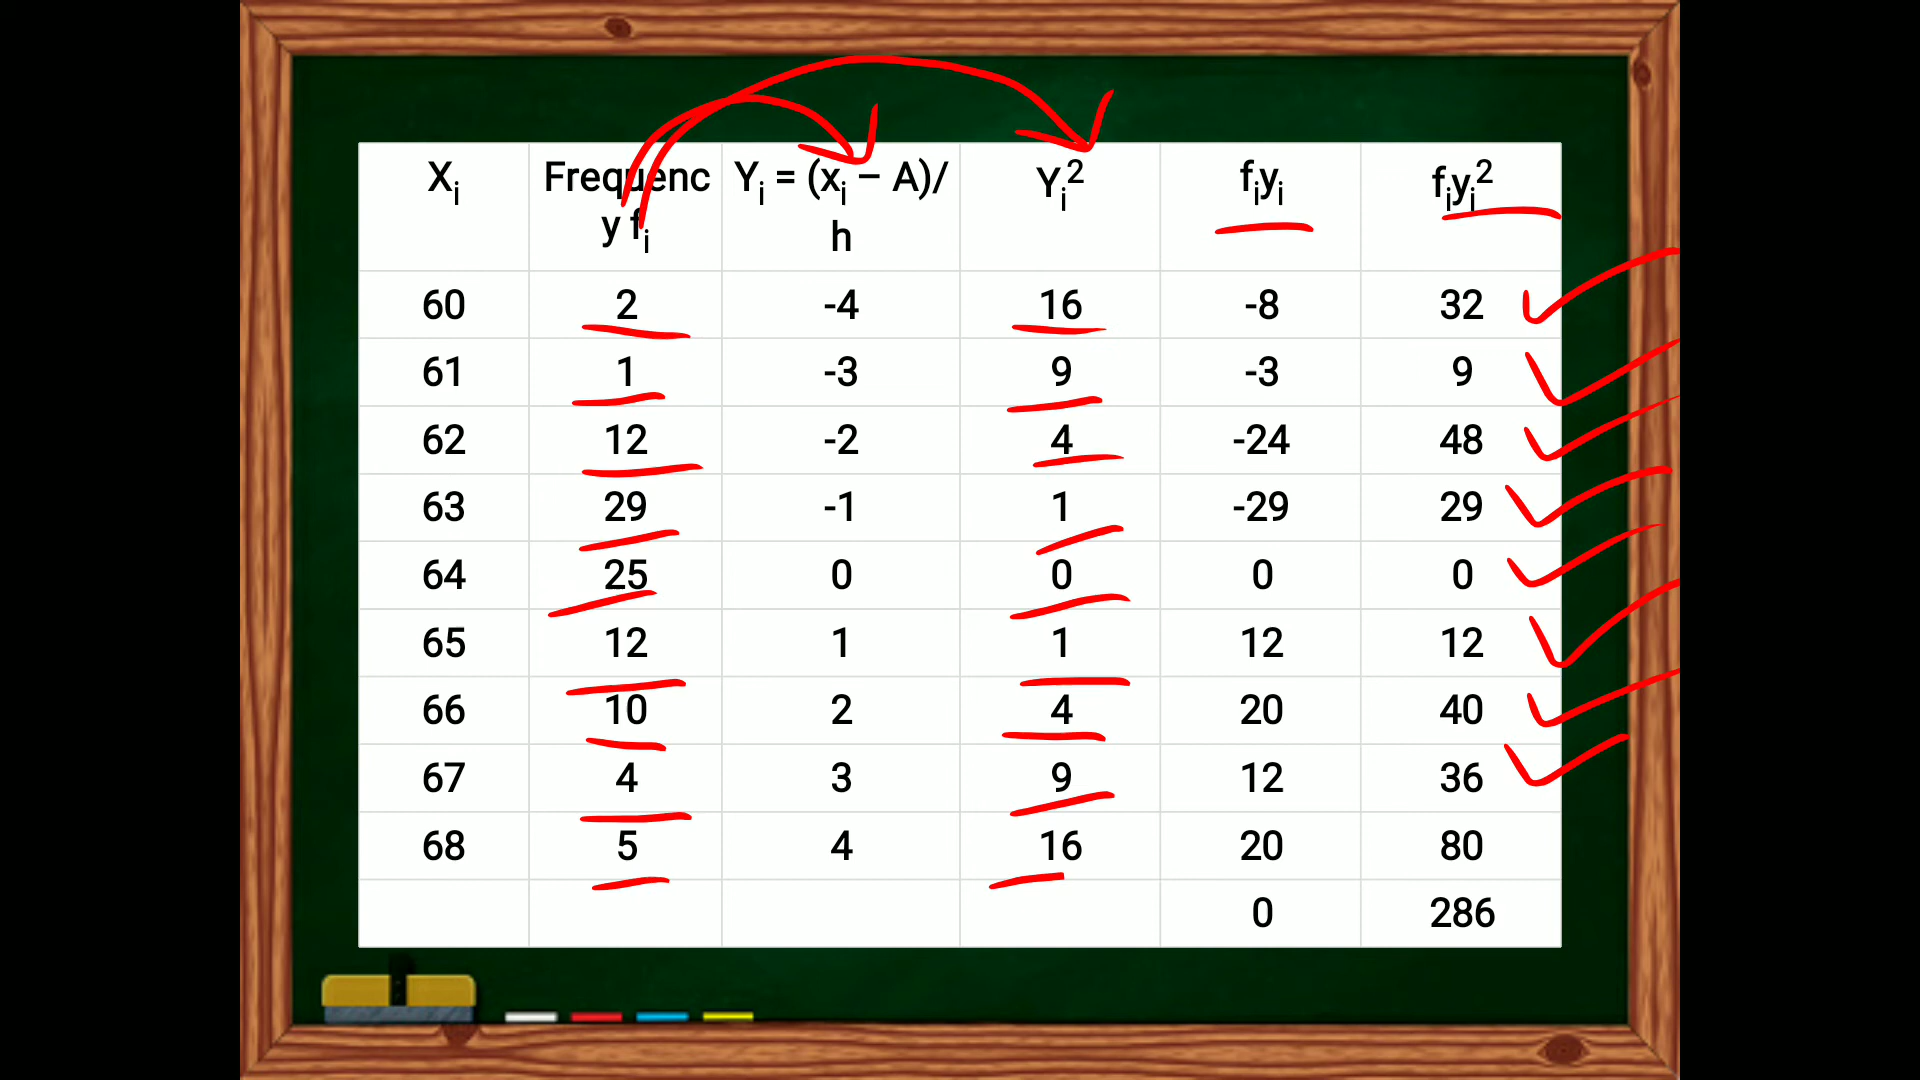 Xi Frequenc Yi = (xi – A)/ Yi² fiyi fiyi²
y fi h
60 2 -4 16 -8 32
61 1 -3 9 -3 9
62 12 -2 4 -24 48
63 29 -1 1 -29 29
64 25 0 0 0 0
65 12 1 1 12 12
66 10 2 4 20 40
67 4 3 9 12 36
68 5 4 16 20 80
0 286